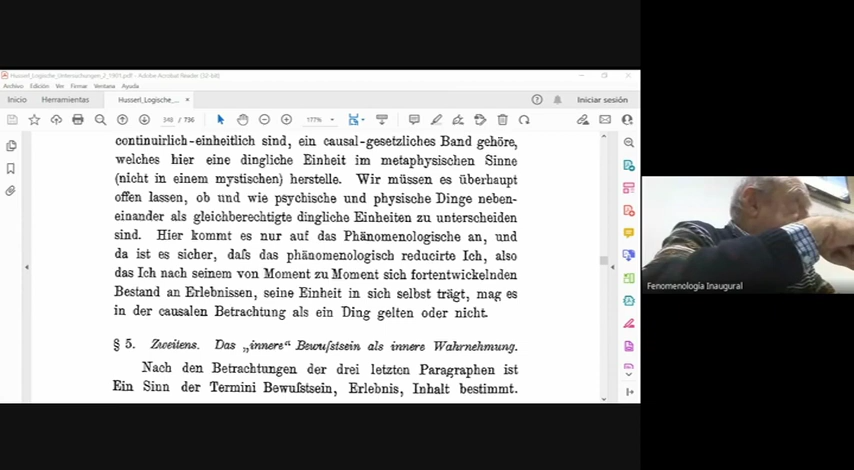 Husserl_Logische_Untersuchungen_2_1901.pdf - Adobe Acrobat Reader (32-bit)
Archivo Edición Ver Firmar Ventana Ayuda
Inicio Herramientas Husserl_Logische_... × Iniciar sesión
348 / 736 177%
continuirlich-einheitlich sind, ein causal-gesetzliches Band gehöre,
welches hier eine dingliche Einheit im metaphysischen Sinne
(nicht in einem mystischen) herstelle. Wir müssen es überhaupt
offen lassen, ob und wie psychische und physische Dinge neben-
einander als gleichberechtigte dingliche Einheiten zu unterscheiden
sind. Hier kommt es nur auf das Phänomenologische an, und
da ist es sicher, daſs das phänomenologisch reducirte Ich, also
das Ich nach seinem von Moment zu Moment sich fortentwickelnden
Bestand an Erlebnissen, seine Einheit in sich selbst trägt, mag es
in der causalen Betrachtung als ein Ding gelten oder nicht.
§ 5. Zweitens. Das „innere“ Bewuſstsein als innere Wahrnehmung.
Nach den Betrachtungen der drei letzton Paragraphen ist
Ein Sinn der Termini Bewuſstsein, Erlebnis, Inhalt bestimmt.
Fenomenología Inaugural